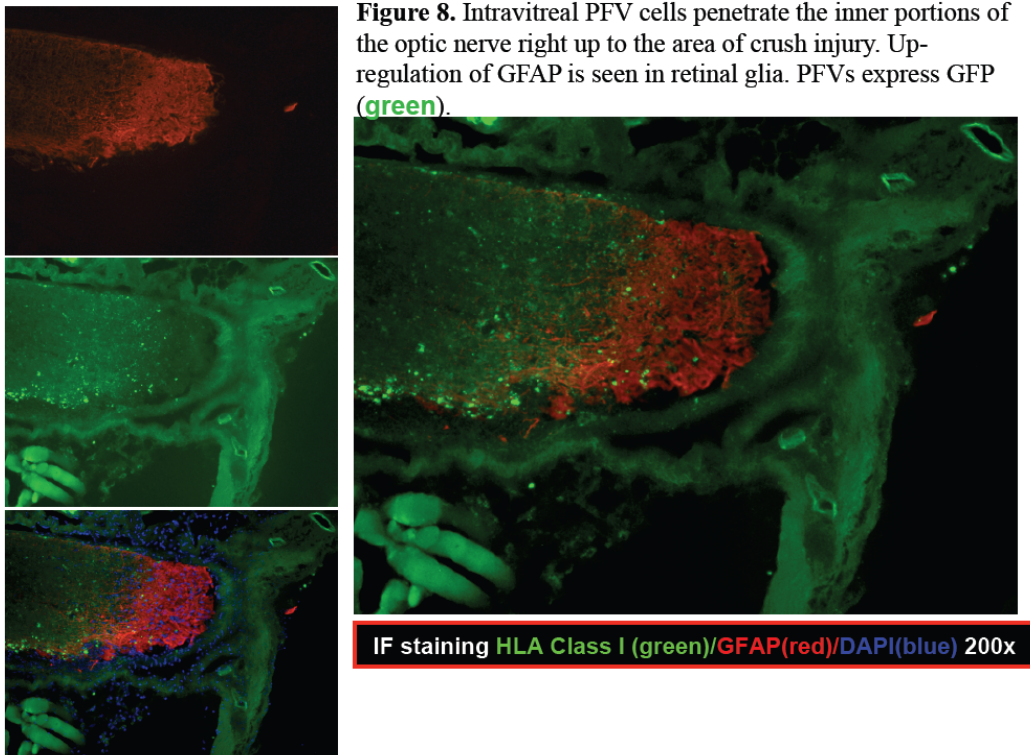 Figure 8. Intravitreal PFV cells penetrate the inner portions of
the optic nerve right up to the area of crush injury. Up-
regulation of GFAP is seen in retinal glia. PFVs express GFP
(green).
IF staining HLA Class I (green)/GFAP(red)/DAPI(blue) 200x